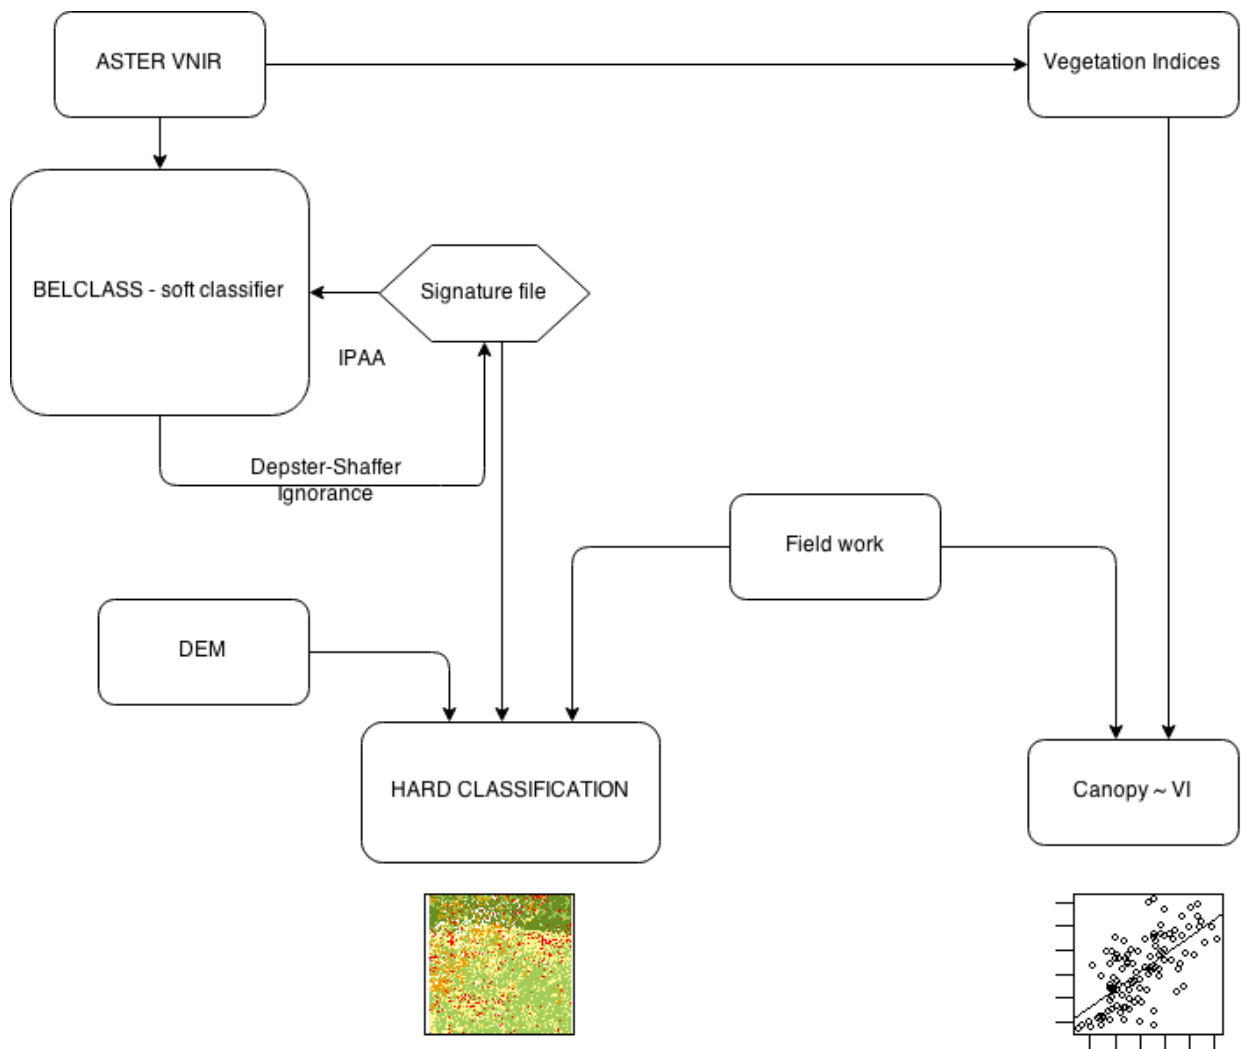 ASTER VNIR
Vegetation Indices
BELCLASS - soft classifier
Signature file
IPAA
Depster-Shaffer
Ignorance
Field work
DEM
HARD CLASSIFICATION
Canopy ~ VI